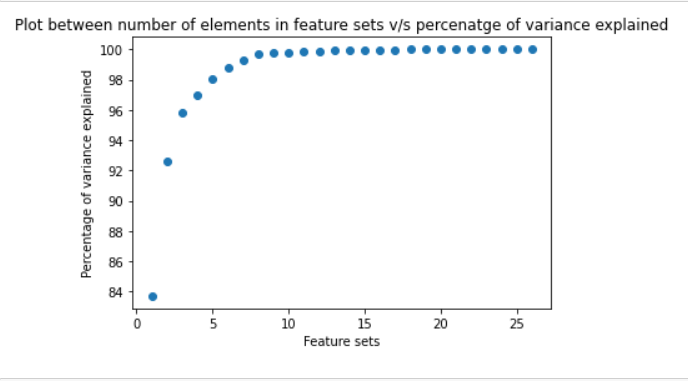 Plot between number of elements in feature sets v/s percenatge of variance explained
Percentage of variance explained
100
98
96
94
92
90
88
86
84
0 5 10 15 20 25
Feature sets